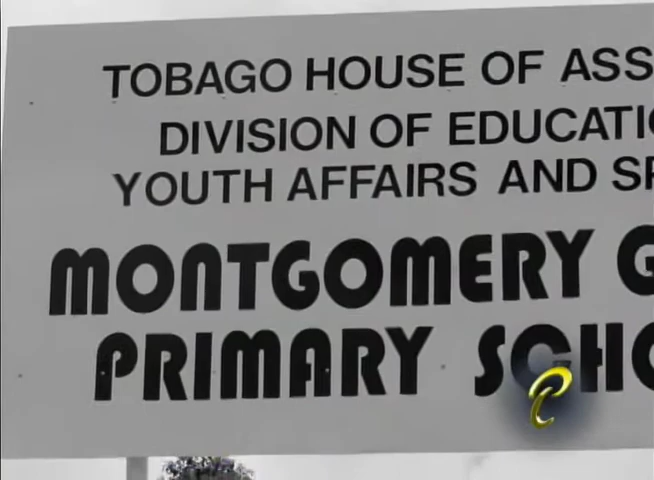 TOBAGO HOUSE OF ASS
DIVISION OF EDUCATI
YOUTH AFFAIRS AND SP
MONTGOMERY G
PRIMARY SCHO